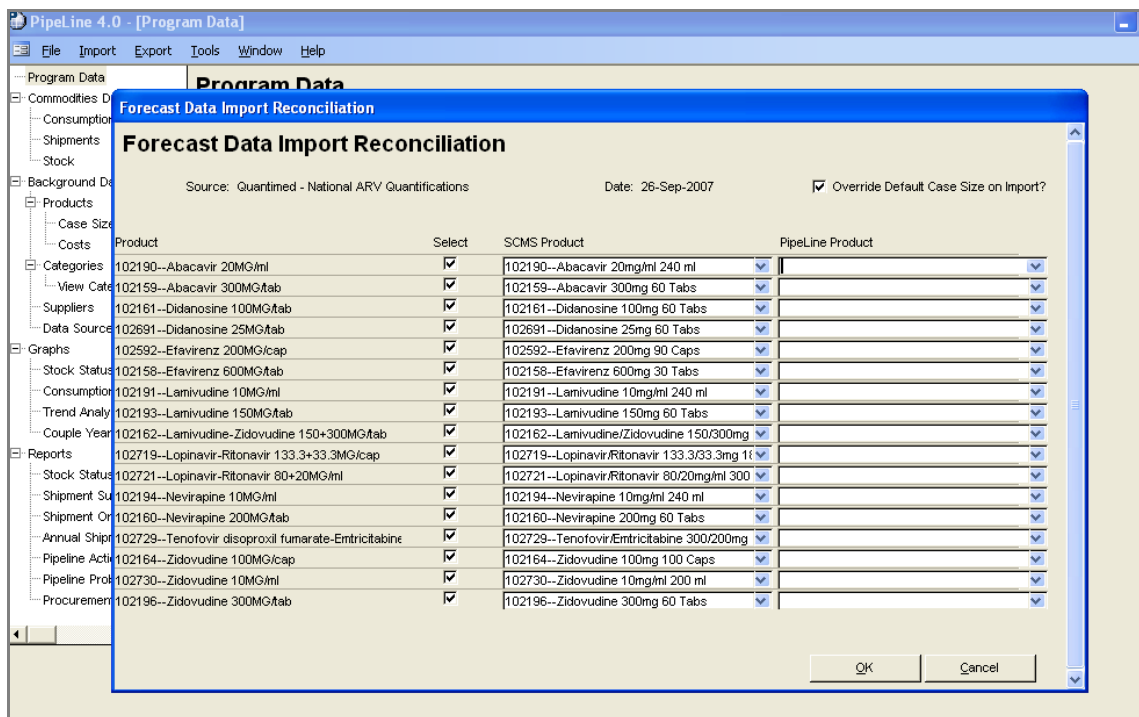 PipeLine 4.0 - [Program Data]
File Import Export Tools Window Help
Program Data
Commodities D
Consumption
Shipments
Stock
Background Da
Products
Case Size
Costs
Categories
View Cate
Suppliers
Data Source
Graphs
Stock Status
Consumption
Trend Analy
Couple Year
Reports
Stock Status
Shipment Su
Shipment Or
Annual Shipm
Pipeline Acti
Pipeline Prob
Procurement
Program Data
Forecast Data Import Reconciliation
Forecast Data Import Reconciliation
Source: Quantimed - National ARV Quantifications Date: 26-Sep-2007 Override Default Case Size on Import?
Product Select SCMS Product PipeLine Product
102190--Abacavir 20MG/ml 102190--Abacavir 20mg/ml 240 ml
102159--Abacavir 300MG/tab 102159--Abacavir 300mg 60 Tabs
102161--Didanosine 100MG/tab 102161--Didanosine 100mg 60 Tabs
102691--Didanosine 25MG/tab 102691--Didanosine 25mg 60 Tabs
102592--Efavirenz 200MG/cap 102592--Efavirenz 200mg 90 Caps
102158--Efavirenz 600MG/tab 102158--Efavirenz 600mg 30 Tabs
102191--Lamivudine 10MG/ml 102191--Lamivudine 10mg/ml 240 ml
102193--Lamivudine 150MG/tab 102193--Lamivudine 150mg 60 Tabs
102162--Lamivudine-Zidovudine 150+300MG/tab 102162--Lamivudine/Zidovudine 150/300mg
102719--Lopinavir-Ritonavir 133.3+33.3MG/cap 102719--Lopinavir/Ritonavir 133.3/33.3mg 18
102721--Lopinavir-Ritonavir 80+20MG/ml 102721--Lopinavir/Ritonavir 80/20mg/ml 300
102194--Nevirapine 10MG/ml 102194--Nevirapine 10mg/ml 240 ml
102160--Nevirapine 200MG/tab 102160--Nevirapine 200mg 60 Tabs
102729--Tenofovir disoproxil fumarate-Emtricitabine 102729--Tenofovir/Emtricitabine 300/200mg
102164--Zidovudine 100MG/cap 102164--Zidovudine 100mg 100 Caps
102730--Zidovudine 10MG/ml 102730--Zidovudine 10mg/ml 200 ml
102196--Zidovudine 300MG/tab 102196--Zidovudine 300mg 60 Tabs
OK Cancel